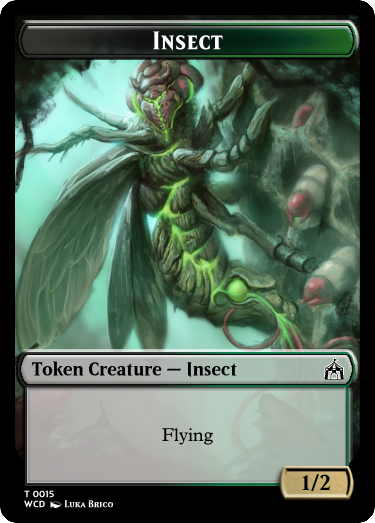 Insect
Token Creature — Insect
Flying
1/2
T 0015
WCD Luka Brico